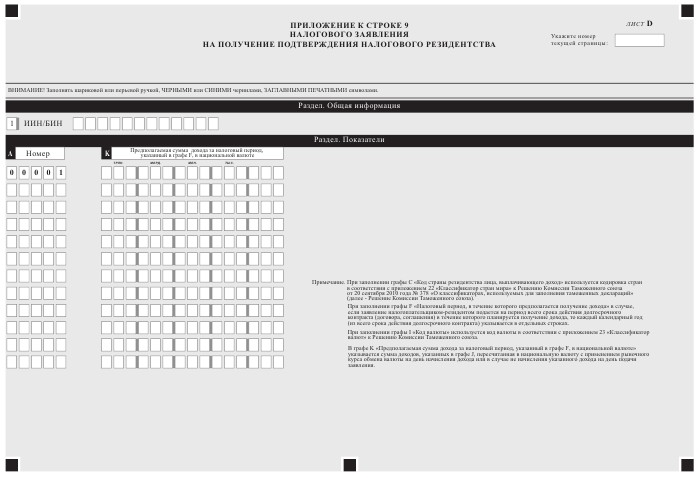 ПРИЛОЖЕНИЕ К СТРОКЕ 9
НАЛОГОВОГО ЗАЯВЛЕНИЯ
НА ПОЛУЧЕНИЕ ПОДТВЕРЖДЕНИЯ НАЛОГОВОГО РЕЗИДЕНТСТВА
ЛИСТ D
Укажите номер
текущей страницы:
ВНИМАНИЕ! Заполнять шариковой или перьевой ручкой, ЧЕРНЫМИ или СИНИМИ чернилами, ЗАГЛАВНЫМИ ПЕЧАТНЫМИ символами.
Раздел. Общая информация
1 ИИН/БИН
Раздел. Показатели
A Номер
K Предполагаемая сумма дохода за налоговый период,
указанный в графе F, в национальной валюте
трлн. млрд. млн. тыс.
0 0 0 0 1
Примечание. При заполнении графы C «Код страны резидентства лица, выплачивающего доход» используется кодировка стран
в соответствии с приложением 22 «Классификатор стран мира» к Решению Комиссии Таможенного союза
от 20 сентября 2010 года № 378 «О классификаторах, используемых для заполнения таможенных деклараций»
(далее - Решение Комиссии Таможенного союза).
При заполнении графы F «Налоговый период, в течение которого предполагается получение дохода» в случае,
если заявление налогоплательщиком-резидентом подается на период всего срока действия долгосрочного
контракта (договора, соглашения) в течение которого планируется получение дохода, то каждый календарный год
(из всего срока действия долгосрочного контракта) указывается в отдельных строках.
При заполнении графы I «Код валюты» используется код валюты в соответствии с приложением 23 «Классификатор
валют» к Решению Комиссии Таможенного союза.
В графе K «Предполагаемая сумма дохода за налоговый период, указанный в графе F, в национальной валюте»
указывается сумма доходов, указанных в графе J, пересчитанная в национальную валюту с применением рыночного
курса обмена валюты на день начисления дохода или в случае не начисления указанного дохода на день подачи
заявления.